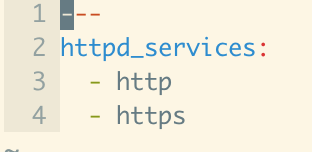 1 ---
2 httpd_services:
3   - http
4   - https
~